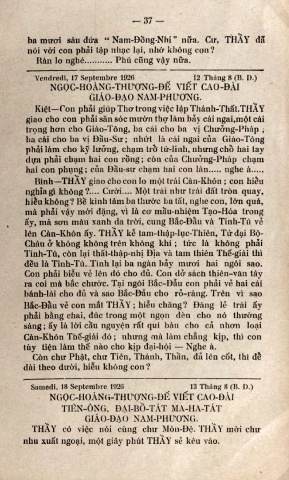 — 37 —
ba mươi sáu đứa “Nam-Đồng-Nhi” nữa. Cư, THẦY đã
nói với con phải tập nhạc lại, nhớ không con?
Rán lo nghé........... Phú cũng vậy nữa.
Vendredi, 17 Septembre 1926 12 Tháng 8 (B. D.)
NGỌC-HOÀNG-THƯỢNG-ĐẾ VIẾT CAO-ĐÀI
GIÁO-ĐẠO NAM-PHƯƠNG.
Kiệt—Con phải giúp Thơ trong việc lập Thánh-Thất. THẦY
giao cho con phải săn sóc mướn thợ làm bảy cái ngai, một cái
trọng hơn cho Giáo-Tông, ba cái cho ba vị Chưởng-Pháp;
ba cái cho ba vị Đầu-Sư; nhứt là cái ngai của Giáo-Tông
phải làm cho kỹ lưỡng, chạm trổ tứ-linh, nhưng chỗ hai tay
dựa phải chạm hai con rồng; còn của Chưởng-Pháp chạm
hai con phụng; của Đầu-Sư chạm hai con lân..... nghe à.....
Bính—THẦY giao cho con lo một trái Càn-Khôn; con hiểu
nghĩa gì không?.... Cười.... Một trái như trái đất tròn quay,
hiểu không? Bề kính tâm ba thước ba tấc, nghe con, lớn quá,
mà phải vậy mới đặng, vì là cơ mầu-nhiệm Tạo-Hóa trong
ấy, mà sơn màu xanh da trời, cung Bắc-Đẩu và Tinh-Tú vẽ
lên Càn-Khôn ấy. THẦY kể tam-thập-lục-Thiên, Tứ đại Bộ-
Châu ở không không trên không khí; tức là không phải
Tinh-Tú, còn lại thất-thập-nhị Địa và tam thiên Thế-giái thì
đều là Tinh-Tú. Tính lại ba ngàn bảy mươi hai ngôi sao.
Con phải biểu vẽ lên đó cho đủ. Con dở sách thiên-văn tây
ra coi mà bắc chước. Tại ngôi Bắc-Đẩu con phải vẽ hai cái
bánh-lái cho đủ và sao Bắc-Đẩu cho rõ-ràng. Trên vì sao
Bắc-Đẩu vẽ con mắt THẦY; hiểu chăng? Đáng lẽ trái ấy
phải bằng chai, đúc trong một ngọn đèn cho nó thường
sáng; ấy là lời cầu nguyện rất qui báu cho cả nhơn loại
Càn-Khôn Thế-giái đó; nhưng mà làm chẳng kịp, thì con
tùy tiện làm thế nào cho kịp đại-hội — Nghe à.
Còn chư Phật, chư Tiên, Thánh, Thần, đủ lên cốt, thì để
dài theo dưới, hiểu không con?
Samedi, 18 Septembre 1926 13 Tháng 8 (B. D.)
NGỌC-HOÀNG-THƯỢNG-ĐẾ VIẾT CAO-ĐÀI
TIÊN-ÔNG, ĐẠI-BỒ-TÁT MA-HA-TÁT
GIÁO-ĐẠO NAM-PHƯƠNG.
THẦY có việc nói cùng chư Môn-Đệ. THẦY mời chư
nhu xuất ngoại, một giây phút THẦY sẽ kêu vào.